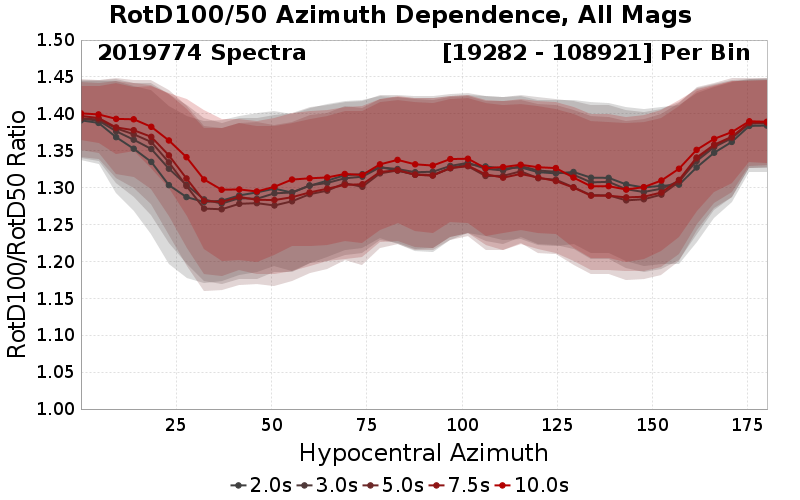 RotD100/50 Azimuth Dependence, All Mags
2019774 Spectra
[19282 - 108921] Per Bin
RotD100/RotD50 Ratio
1.50
1.45
1.40
1.35
1.30
1.25
1.20
1.15
1.10
1.05
1.00
25 50 75 100 125 150 175
Hypocentral Azimuth
2.0s 3.0s 5.0s 7.5s 10.0s